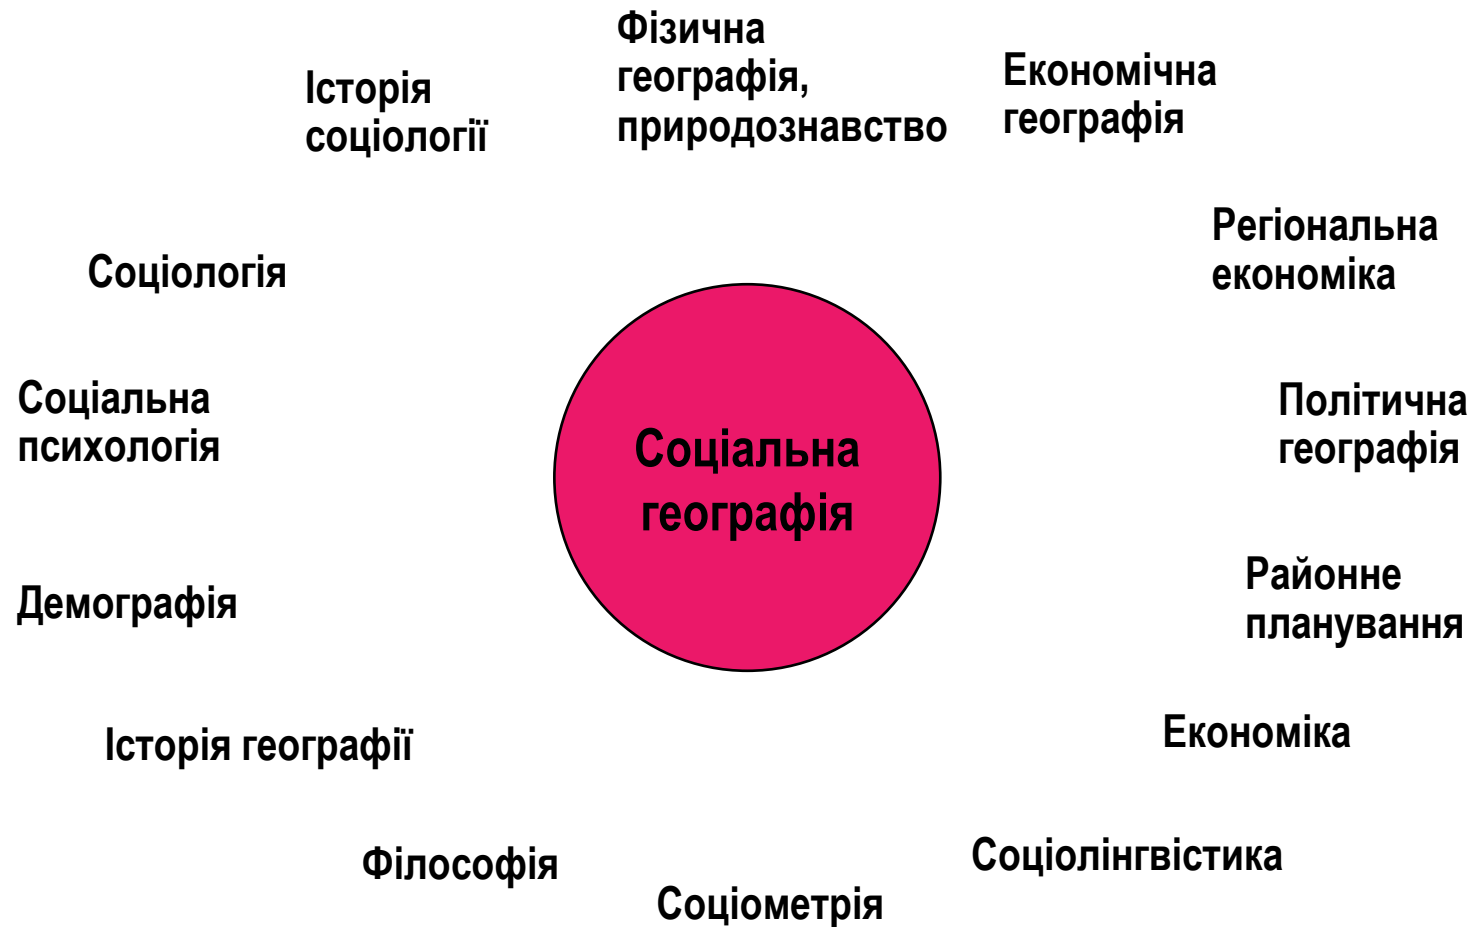 Фізична
географія,
природознавство
Історія
соціології
Економічна
географія
Регіональна
економіка
Соціологія
Соціальна
психологія
Політична
географія
Соціальна
географія
Демографія
Районне
планування
Історія географії
Економіка
Філософія
Соціолінгвістика
Соціометрія